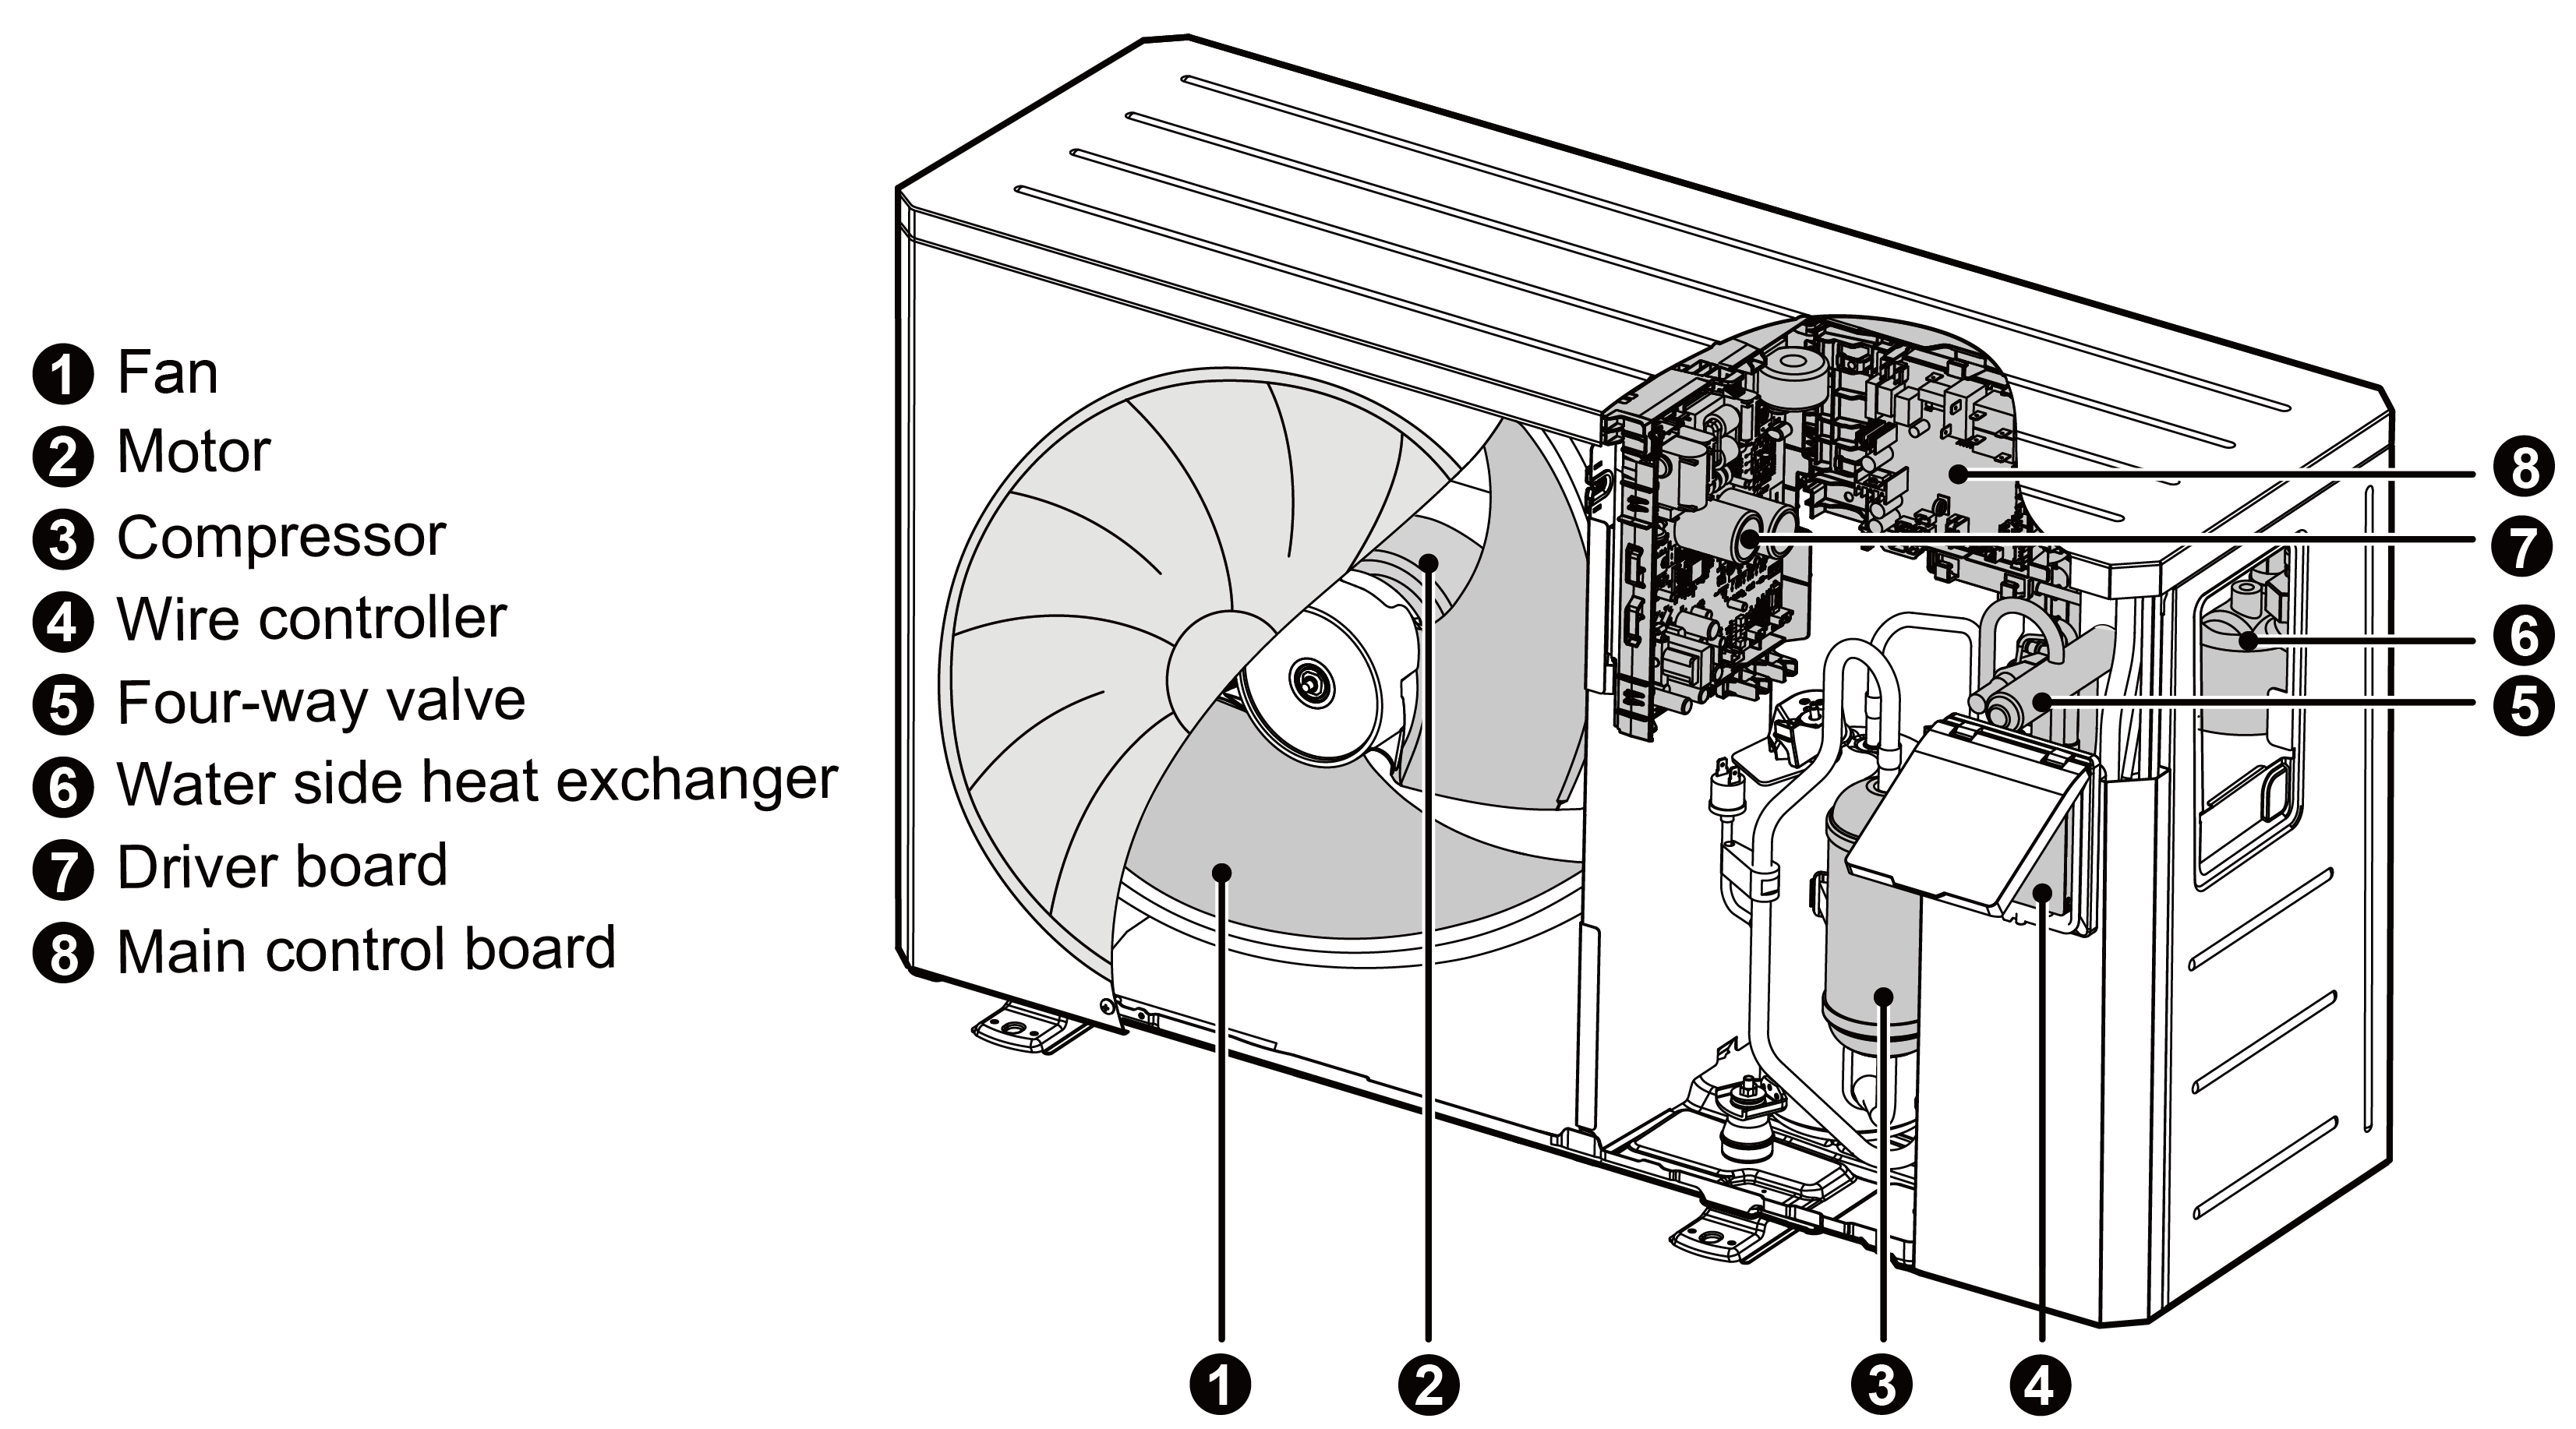 1 Fan
2 Motor
3 Compressor
4 Wire controller
5 Four-way valve
6 Water side heat exchanger
7 Driver board
8 Main control board
8
7
6
5
1 2 3 4